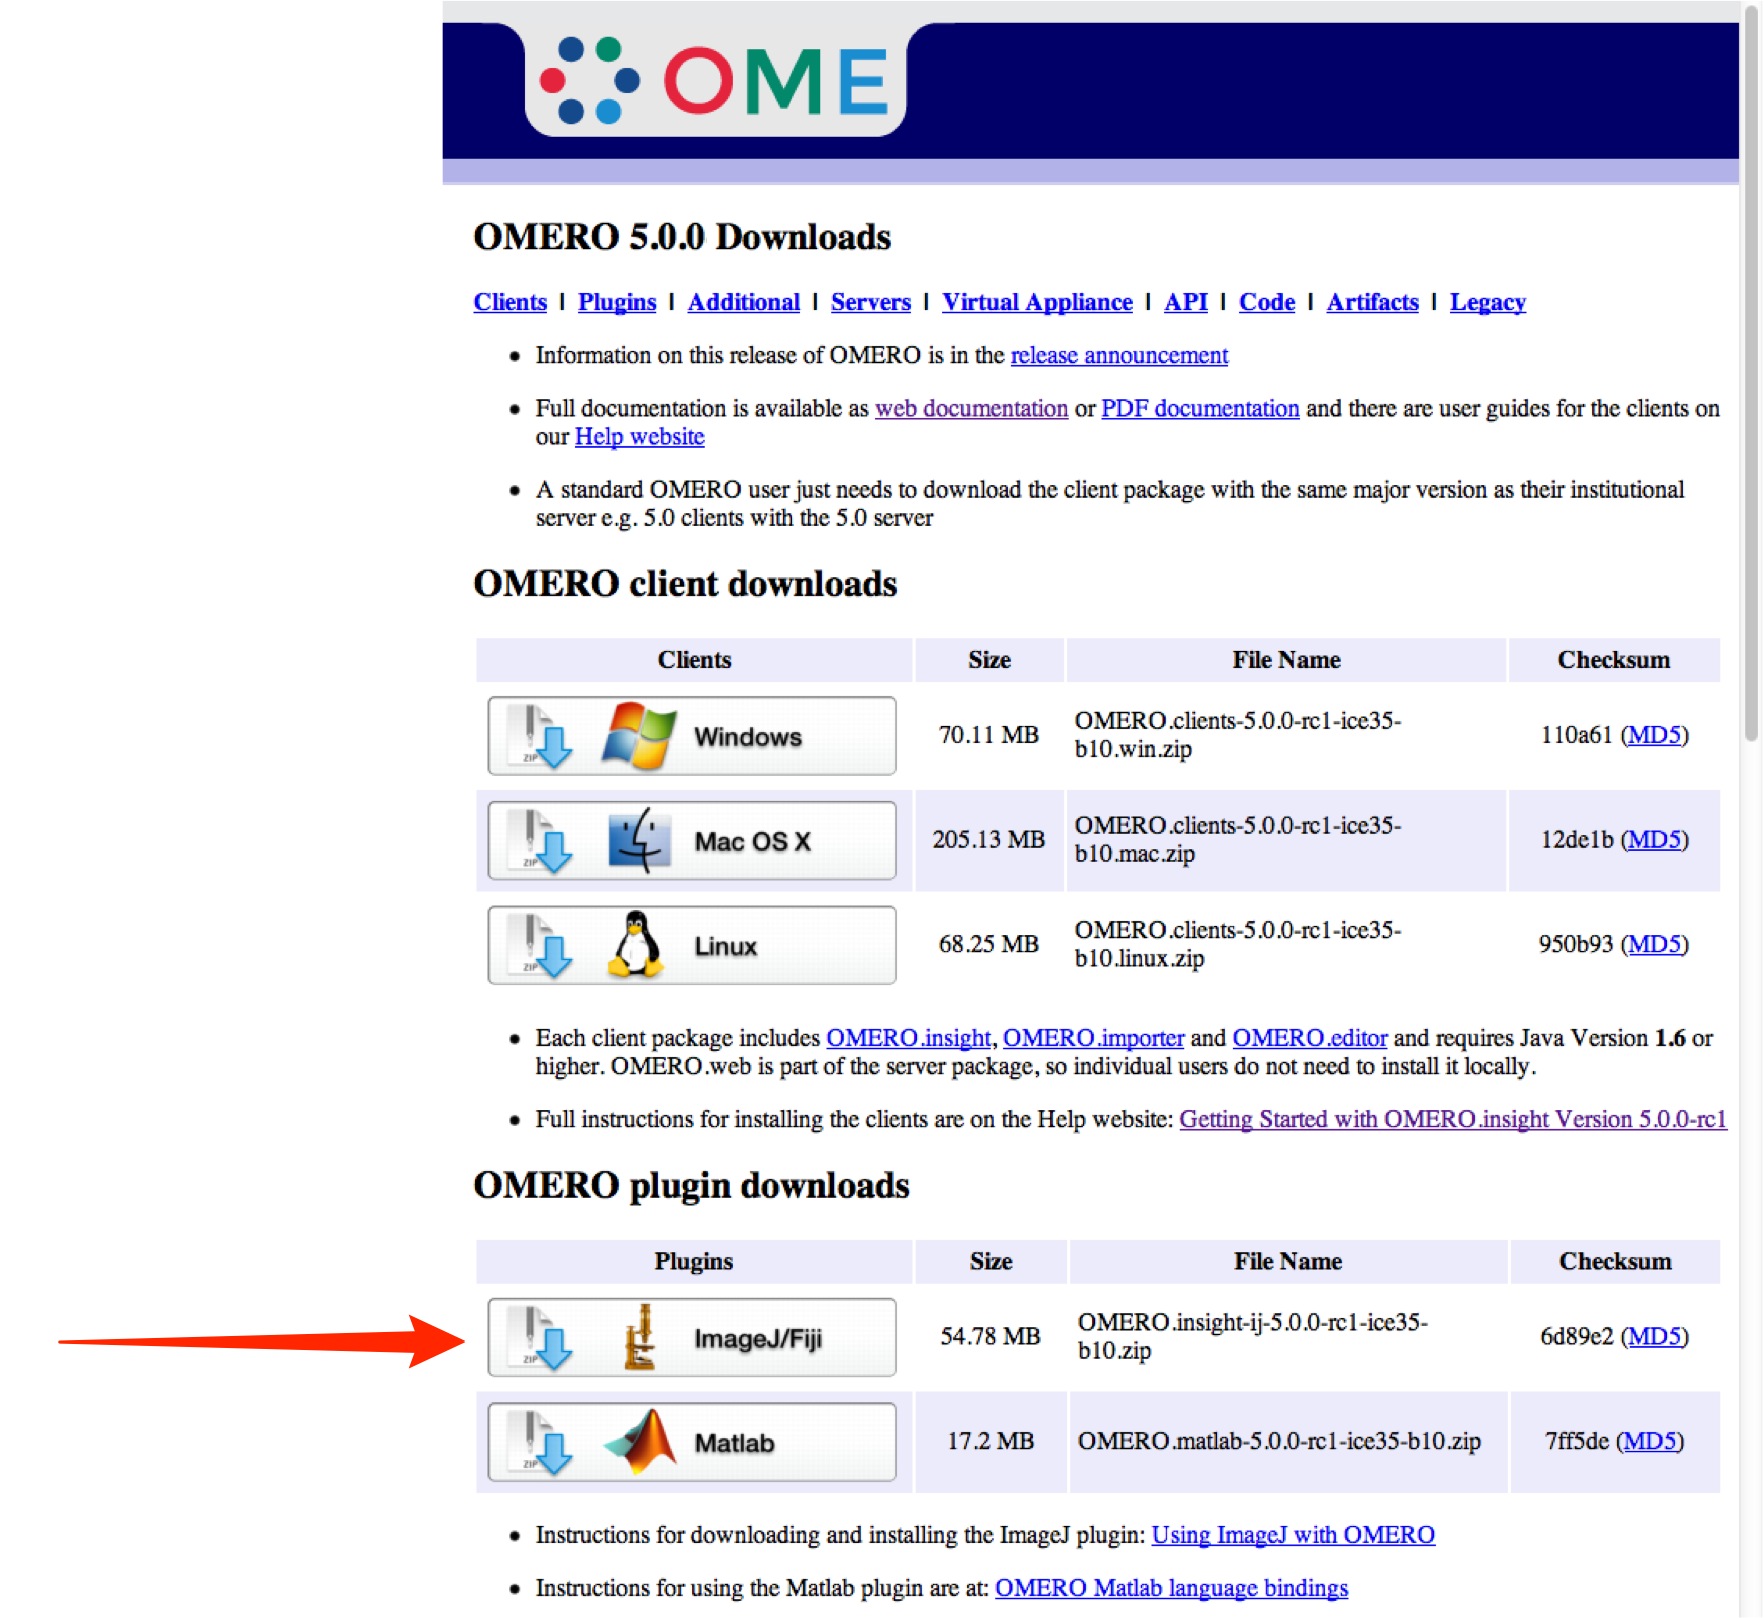 OME
OMERO 5.0.0 Downloads
Clients | Plugins | Additional | Servers | Virtual Appliance | API | Code | Artifacts | Legacy
• Information on this release of OMERO is in the release announcement
• Full documentation is available as web documentation or PDF documentation and there are user guides for the clients on
our Help website
• A standard OMERO user just needs to download the client package with the same major version as their institutional
server e.g. 5.0 clients with the 5.0 server
OMERO client downloads
Clients Size File Name Checksum
ZIP Windows 70.11 MB OMERO.clients-5.0.0-rc1-ice35-
b10.win.zip 110a61 (MD5)
ZIP Mac OS X 205.13 MB OMERO.clients-5.0.0-rc1-ice35-
b10.mac.zip 12de1b (MD5)
ZIP Linux 68.25 MB OMERO.clients-5.0.0-rc1-ice35-
b10.linux.zip 950b93 (MD5)
• Each client package includes OMERO.insight, OMERO.importer and OMERO.editor and requires Java Version 1.6 or
higher. OMERO.web is part of the server package, so individual users do not need to install it locally.
• Full instructions for installing the clients are on the Help website: Getting Started with OMERO.insight Version 5.0.0-rc1
OMERO plugin downloads
Plugins Size File Name Checksum
ZIP ImageJ/Fiji 54.78 MB OMERO.insight-ij-5.0.0-rc1-ice35-
b10.zip 6d89e2 (MD5)
ZIP Matlab 17.2 MB OMERO.matlab-5.0.0-rc1-ice35-b10.zip 7ff5de (MD5)
• Instructions for downloading and installing the ImageJ plugin: Using ImageJ with OMERO
• Instructions for using the Matlab plugin are at: OMERO Matlab language bindings